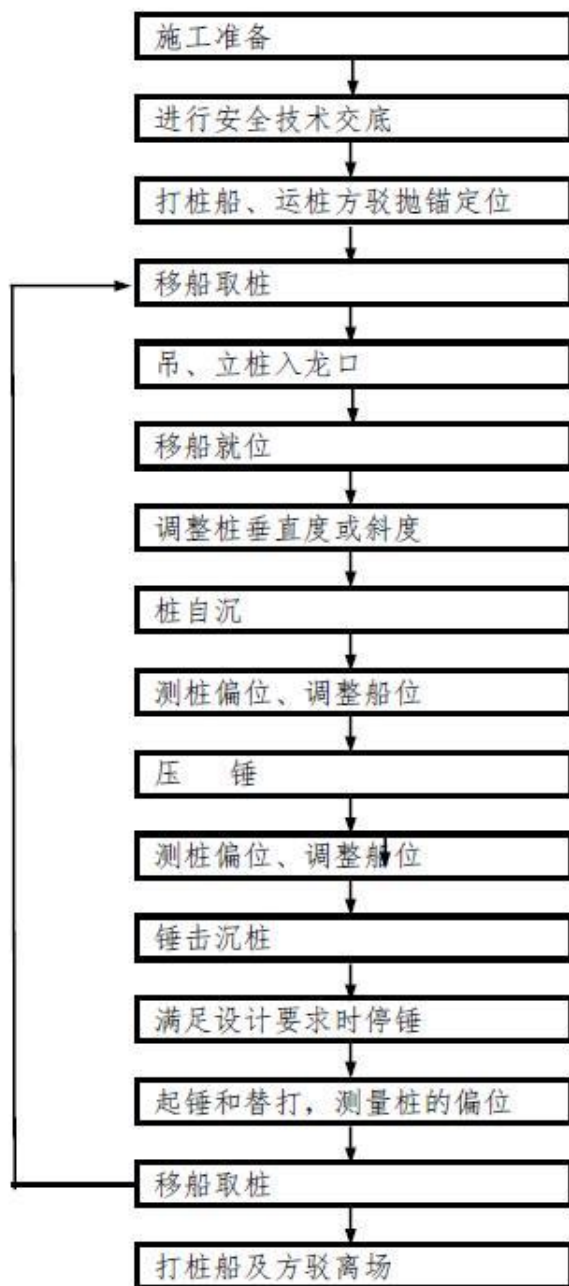 施工准备
进行安全技术交底
打桩船、运桩方驳抛锚定位
移船取桩
吊、立桩入龙口
移船就位
调整桩垂直度或斜度
桩自沉
测桩偏位、调整船位
压 锤
测桩偏位、调整船位
锤击沉桩
满足设计要求时停锤
起锤和替打，测量桩的偏位
移船取桩
打桩船及方驳离场